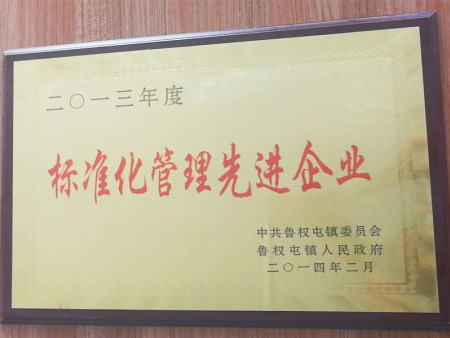 二〇一三年度
标准化管理先进企业
中共鲁权屯镇委员会
鲁权屯镇人民政府
二〇一四年二月